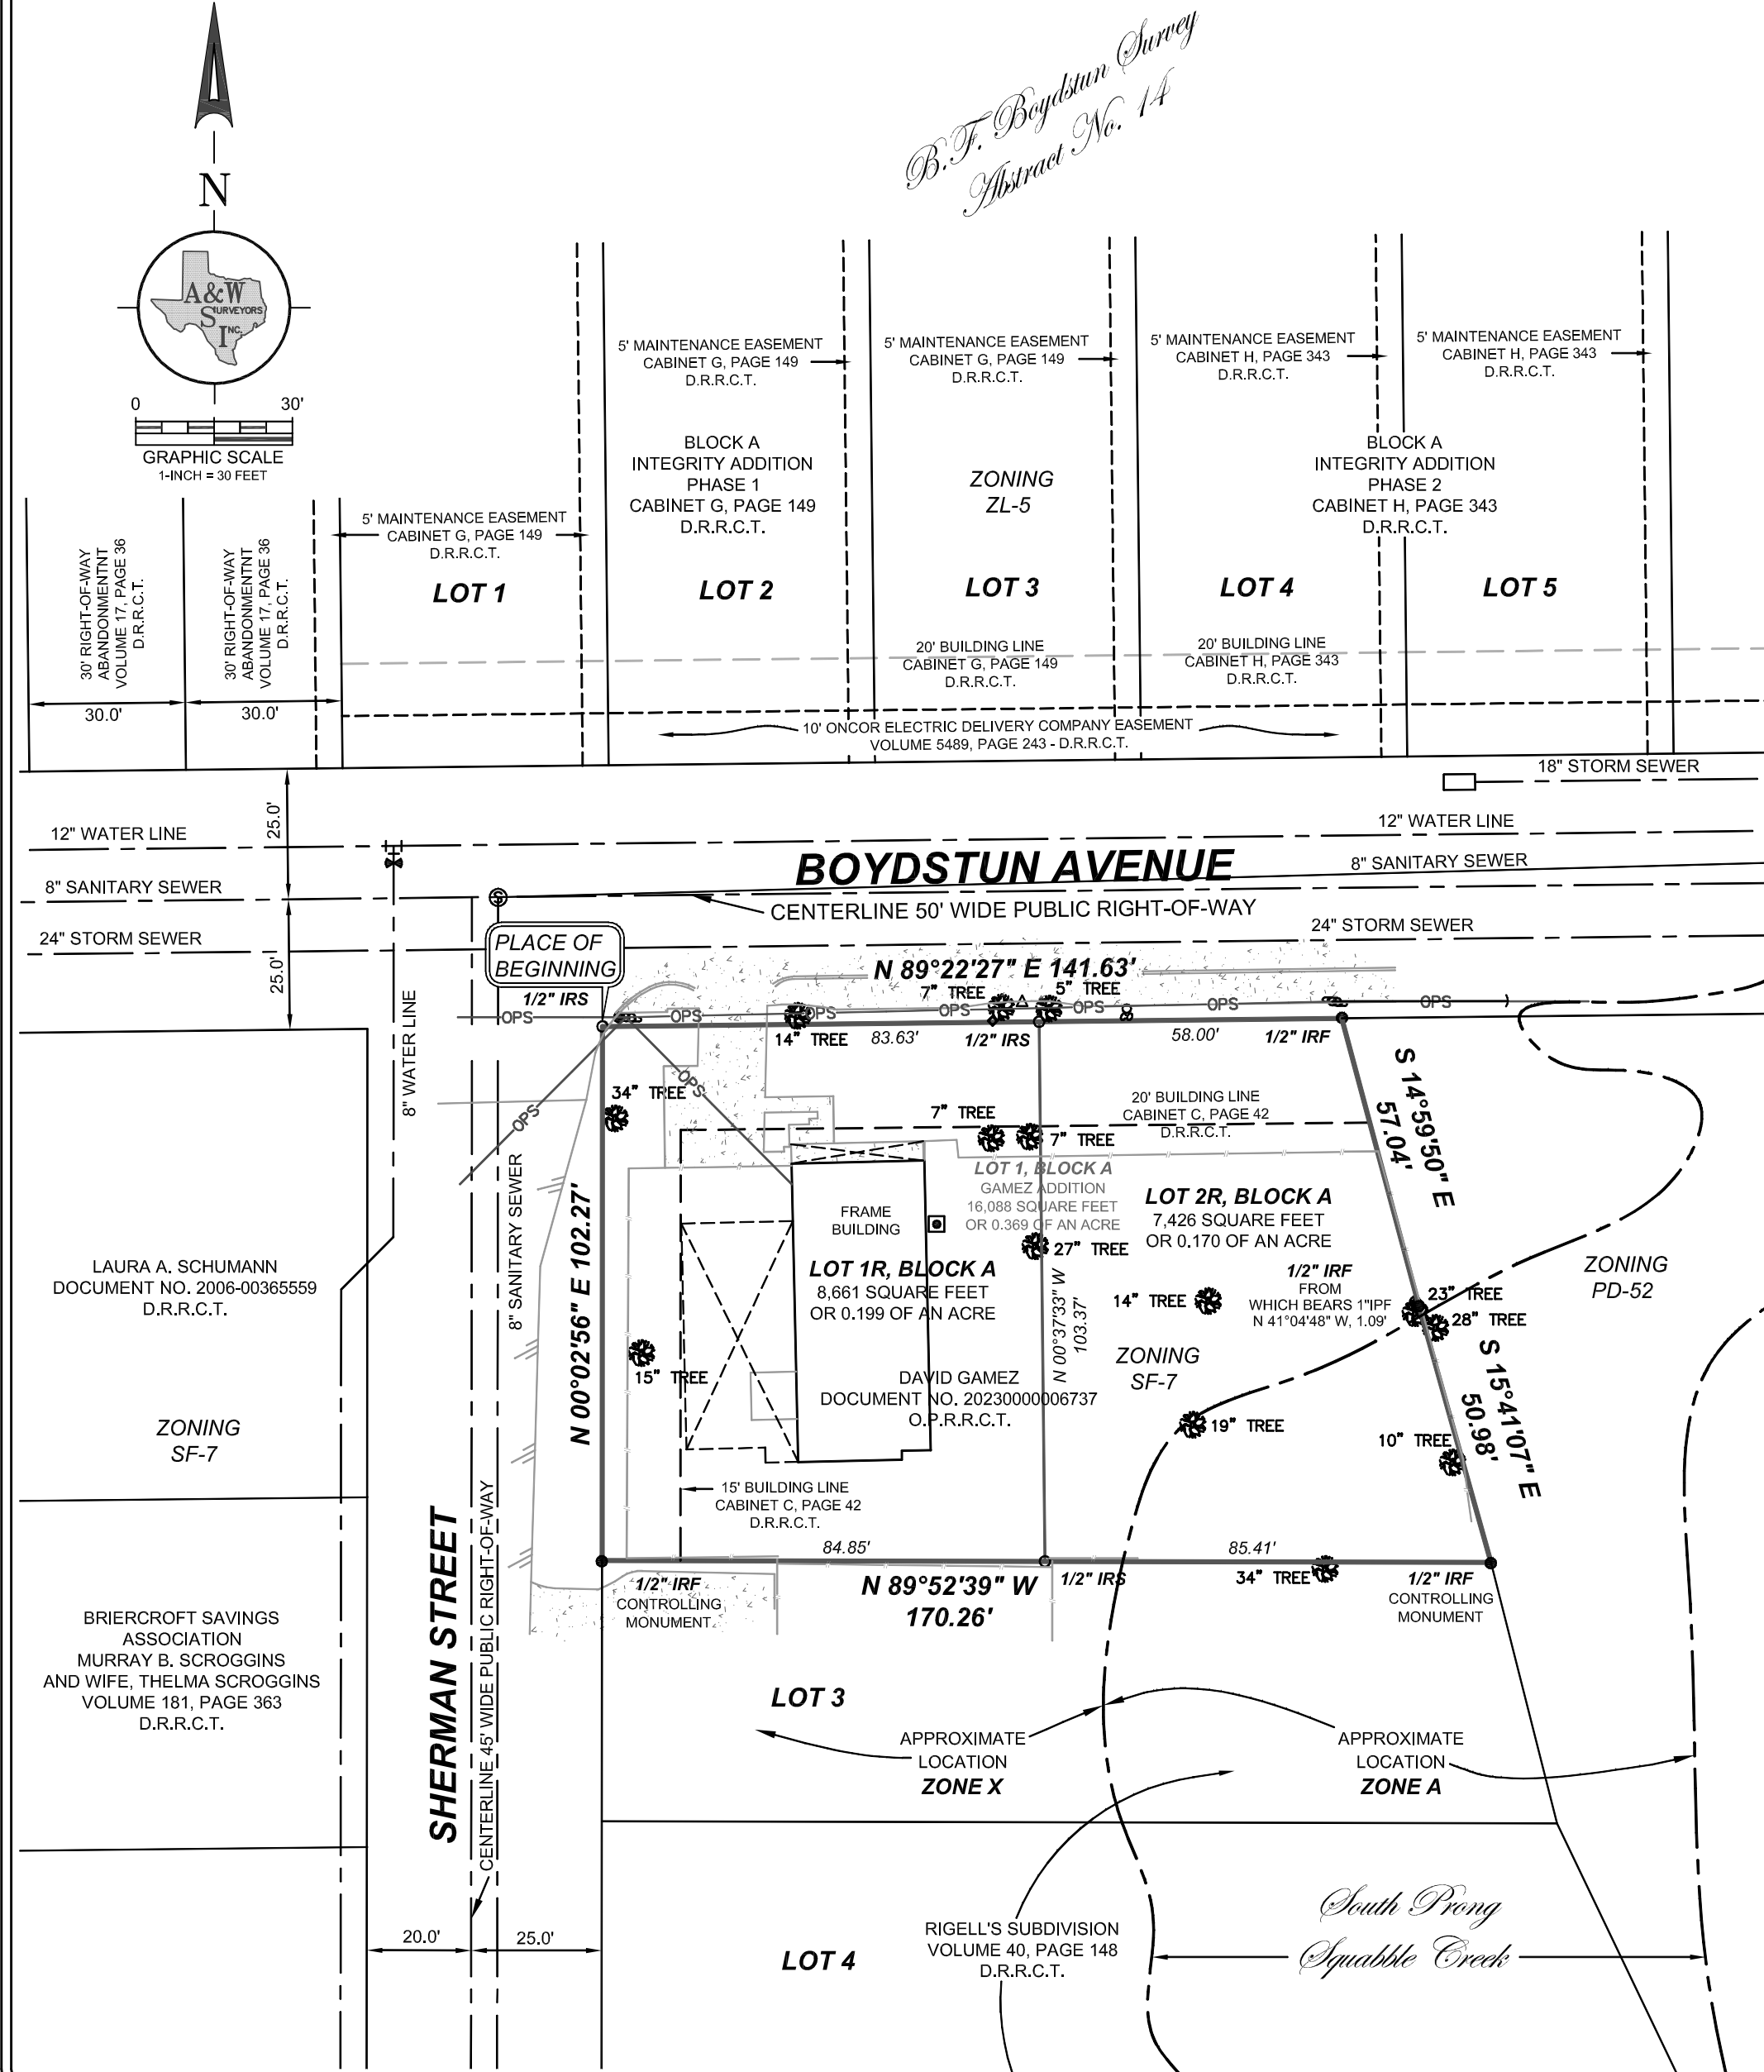 B.F. Boydstun Survey
Abstract No. 14
N
A&W
SURVEYORS
INC.
0 30'
GRAPHIC SCALE
1-INCH = 30 FEET
5' MAINTENANCE EASEMENT
CABINET G, PAGE 149
D.R.R.C.T.
5' MAINTENANCE EASEMENT
CABINET G, PAGE 149
D.R.R.C.T.
5' MAINTENANCE EASEMENT
CABINET H, PAGE 343
D.R.R.C.T.
5' MAINTENANCE EASEMENT
CABINET H, PAGE 343
D.R.R.C.T.
BLOCK A
INTEGRITY ADDITION
PHASE 1
CABINET G, PAGE 149
D.R.R.C.T.
ZONING
ZL-5
BLOCK A
INTEGRITY ADDITION
PHASE 2
CABINET H, PAGE 343
D.R.R.C.T.
30' RIGHT-OF-WAY
ABANDONMENTNT
VOLUME 17, PAGE 36
D.R.R.C.T.
30' RIGHT-OF-WAY
ABANDONMENTNT
VOLUME 17, PAGE 36
D.R.R.C.T.
5' MAINTENANCE EASEMENT
CABINET G, PAGE 149
D.R.R.C.T.
LOT 1
LOT 2
LOT 3
LOT 4
LOT 5
20' BUILDING LINE
CABINET G, PAGE 149
D.R.R.C.T.
20' BUILDING LINE
CABINET H, PAGE 343
D.R.R.C.T.
30.0'
30.0'
10' ONCOR ELECTRIC DELIVERY COMPANY EASEMENT
VOLUME 5489, PAGE 243 - D.R.R.C.T.
18" STORM SEWER
25.0'
12" WATER LINE
12" WATER LINE
BOYDSTUN AVENUE
8" SANITARY SEWER
8" SANITARY SEWER
S
CENTERLINE 50' WIDE PUBLIC RIGHT-OF-WAY
24" STORM SEWER
24" STORM SEWER
25.0'
PLACE OF
BEGINNING
N 89°22'27" E 141.63'
1/2" IRS
7" TREE
5" TREE
OPS
OPS
OPS
OPS
OPS
OPS
OPS
14" TREE
83.63'
1/2" IRS
58.00'
1/2" IRF
8" WATER LINE
OPS
OPS
34" TREE
7" TREE
7" TREE
20' BUILDING LINE
CABINET C, PAGE 42
D.R.R.C.T.
S 14°59'50" E
57.04'
8" SANITARY SEWER
N 00°02'56" E 102.27'
FRAME
BUILDING
LOT 1, BLOCK A
GAMEZ ADDITION
16,088 SQUARE FEET
OR 0.369 OF AN ACRE
LOT 2R, BLOCK A
7,426 SQUARE FEET
OR 0.170 OF AN ACRE
27" TREE
LOT 1R, BLOCK A
8,661 SQUARE FEET
OR 0.199 OF AN ACRE
N 00°37'33" W
103.37'
14" TREE
1/2" IRF
FROM
WHICH BEARS 1"IPF
N 41°04'48" W, 1.09'
23" TREE
28" TREE
ZONING
PD-52
LAURA A. SCHUMANN
DOCUMENT NO. 2006-00365559
D.R.R.C.T.
15" TREE
DAVID GAMEZ
DOCUMENT NO. 20230000006737
O.P.R.R.C.T.
ZONING
SF-7
S 15°41'07" E
50.98'
19" TREE
10" TREE
ZONING
SF-7
15' BUILDING LINE
CABINET C, PAGE 42
D.R.R.C.T.
84.85'
85.41'
1/2" IRF
CONTROLLING
MONUMENT
N 89°52'39" W
170.26'
1/2" IRS
34" TREE
1/2" IRF
CONTROLLING
MONUMENT
SHERMAN STREET
CENTERLINE 45' WIDE PUBLIC RIGHT-OF-WAY
BRIERCROFT SAVINGS
ASSOCIATION
MURRAY B. SCROGGINS
AND WIFE, THELMA SCROGGINS
VOLUME 181, PAGE 363
D.R.R.C.T.
LOT 3
APPROXIMATE
LOCATION
ZONE X
APPROXIMATE
LOCATION
ZONE A
20.0'
25.0'
LOT 4
RIGELL'S SUBDIVISION
VOLUME 40, PAGE 148
D.R.R.C.T.
South Prong
Squabble Creek